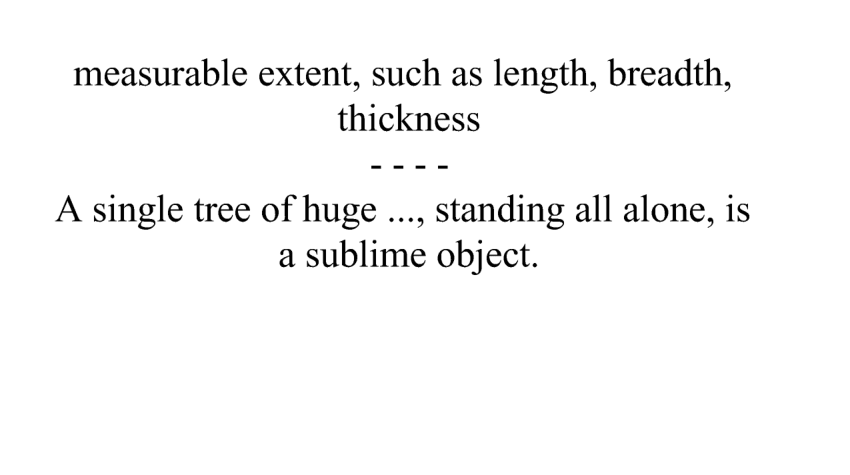 measurable extent, such as length, breadth,
thickness
- - - -
A single tree of huge ..., standing all alone, is
a sublime object.